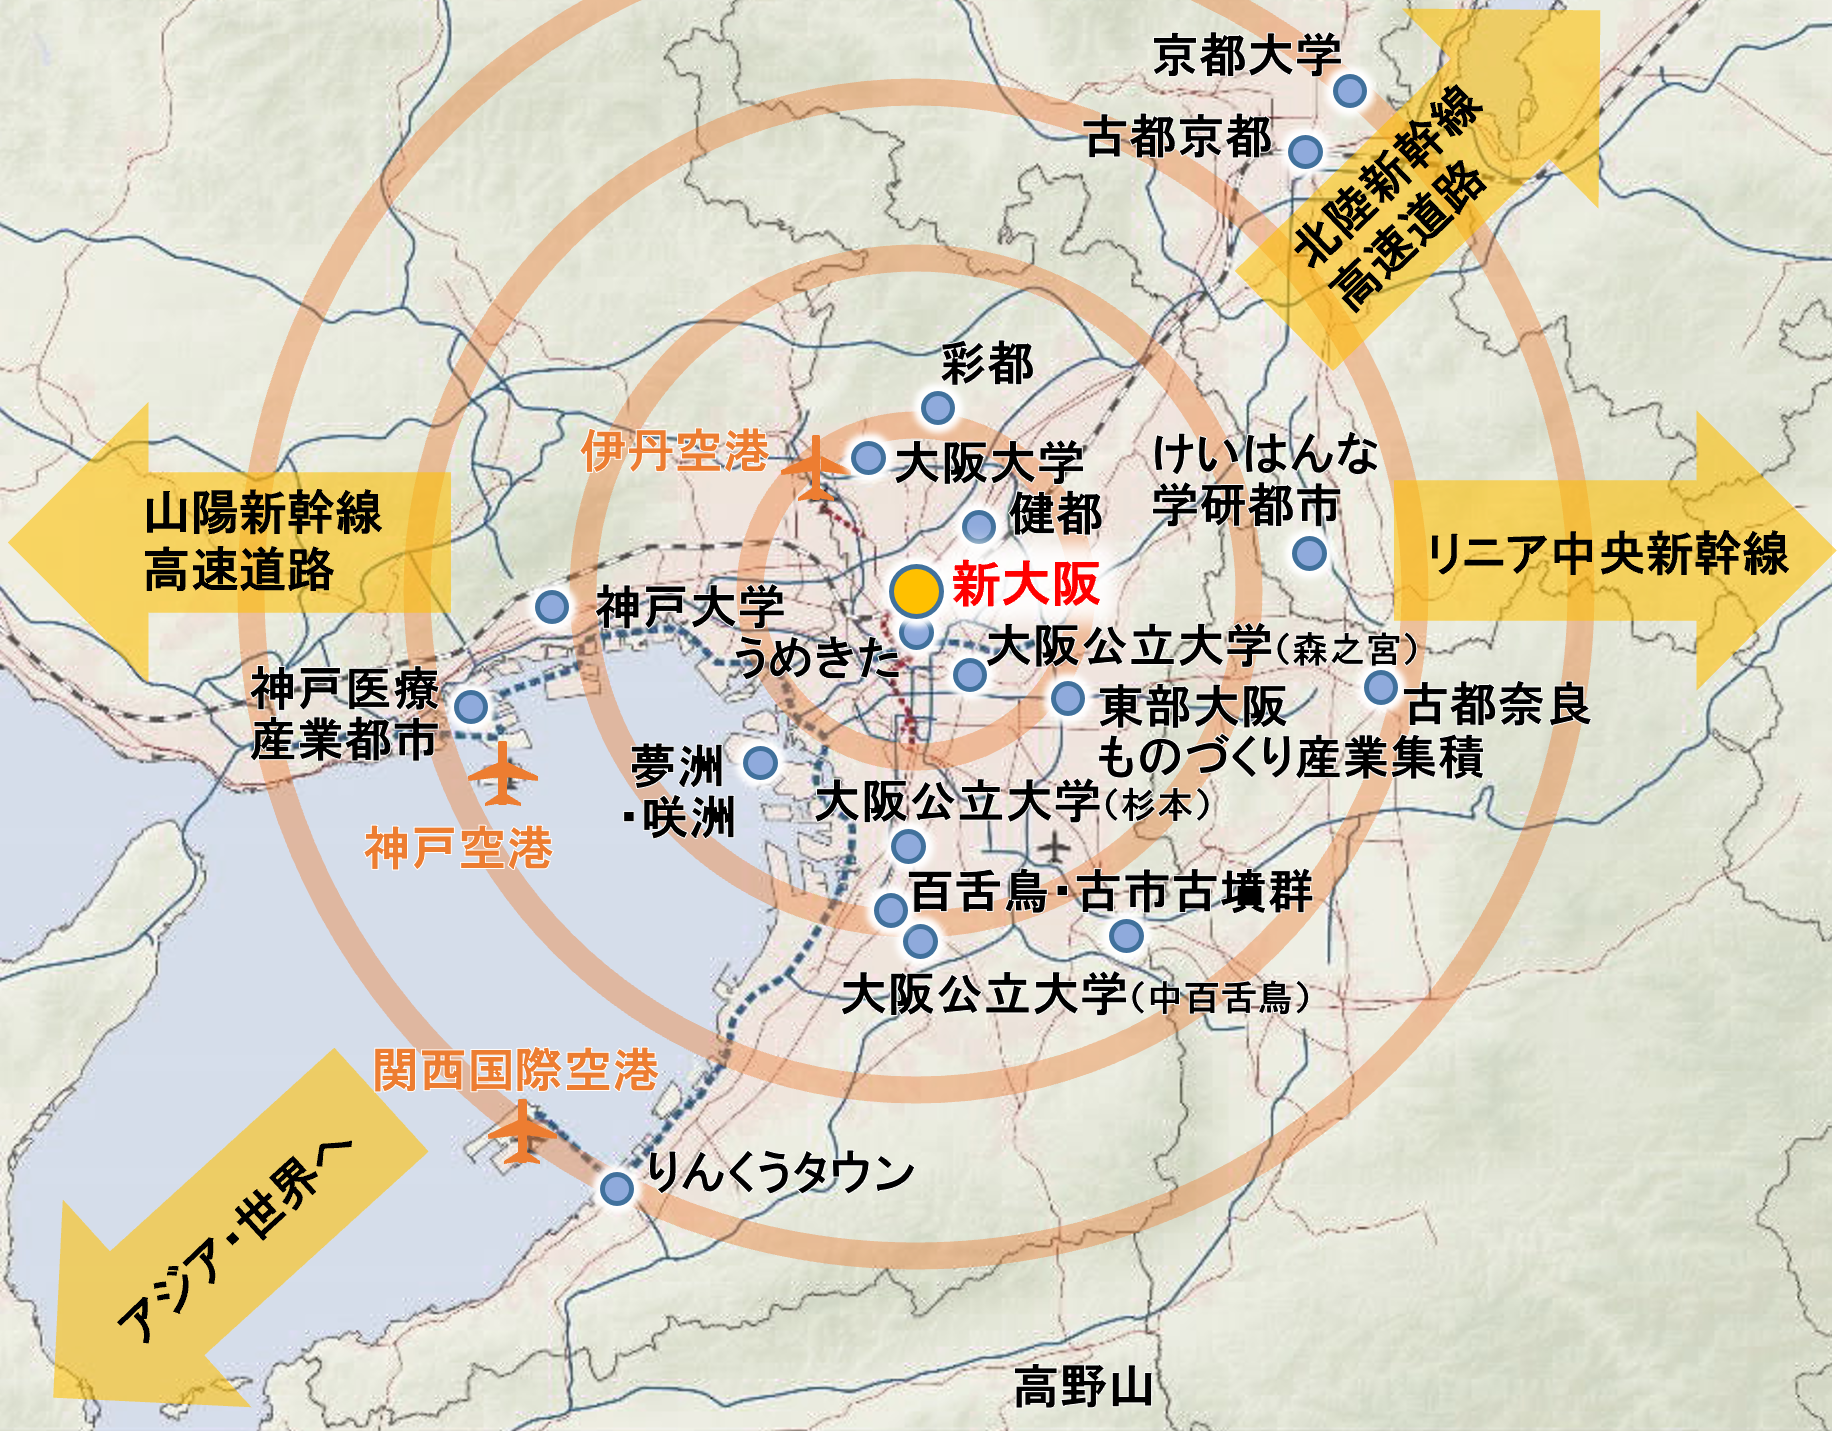 京都大学
古都京都
北陸新幹線
高速道路
彩都
伊丹空港
大阪大学
けいはんな
学研都市
健都
山陽新幹線
高速道路
リニア中央新幹線
新大阪
神戸大学
うめきた
大阪公立大学(森之宮)
神戸医療
産業都市
古都奈良
東部大阪
ものづくり産業集積
夢洲
・咲洲
大阪公立大学(杉本)
神戸空港
百舌鳥・古市古墳群
大阪公立大学(中百舌鳥)
関西国際空港
りんくうタウン
アジア・世界へ
高野山